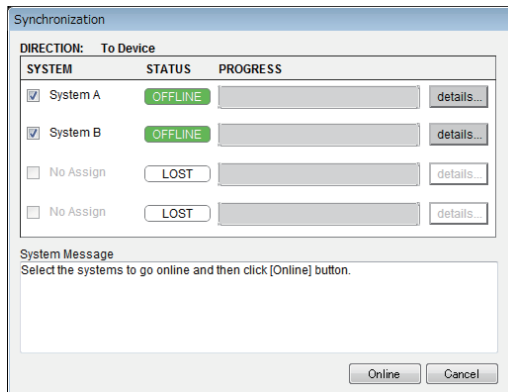 Synchronization
DIRECTION: To Device
SYSTEM STATUS PROGRESS
System A OFFLINE details...
System B OFFLINE details...
No Assign LOST details...
No Assign LOST details...
System Message
Select the systems to go online and then click [Online] button.
Online Cancel